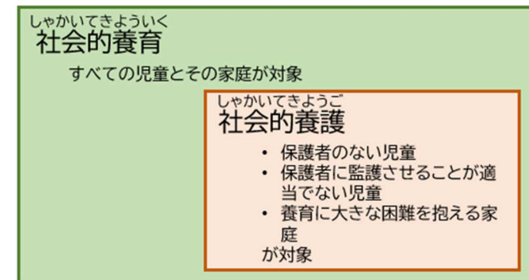 しゃかいてきよういく
社会的養育
すべての児童とその家庭が対象
しゃかいてきようご
社会的養護
• 保護者のない児童
• 保護者に監護させることが適
当でない児童
• 養育に大きな困難を抱える家
庭
が対象